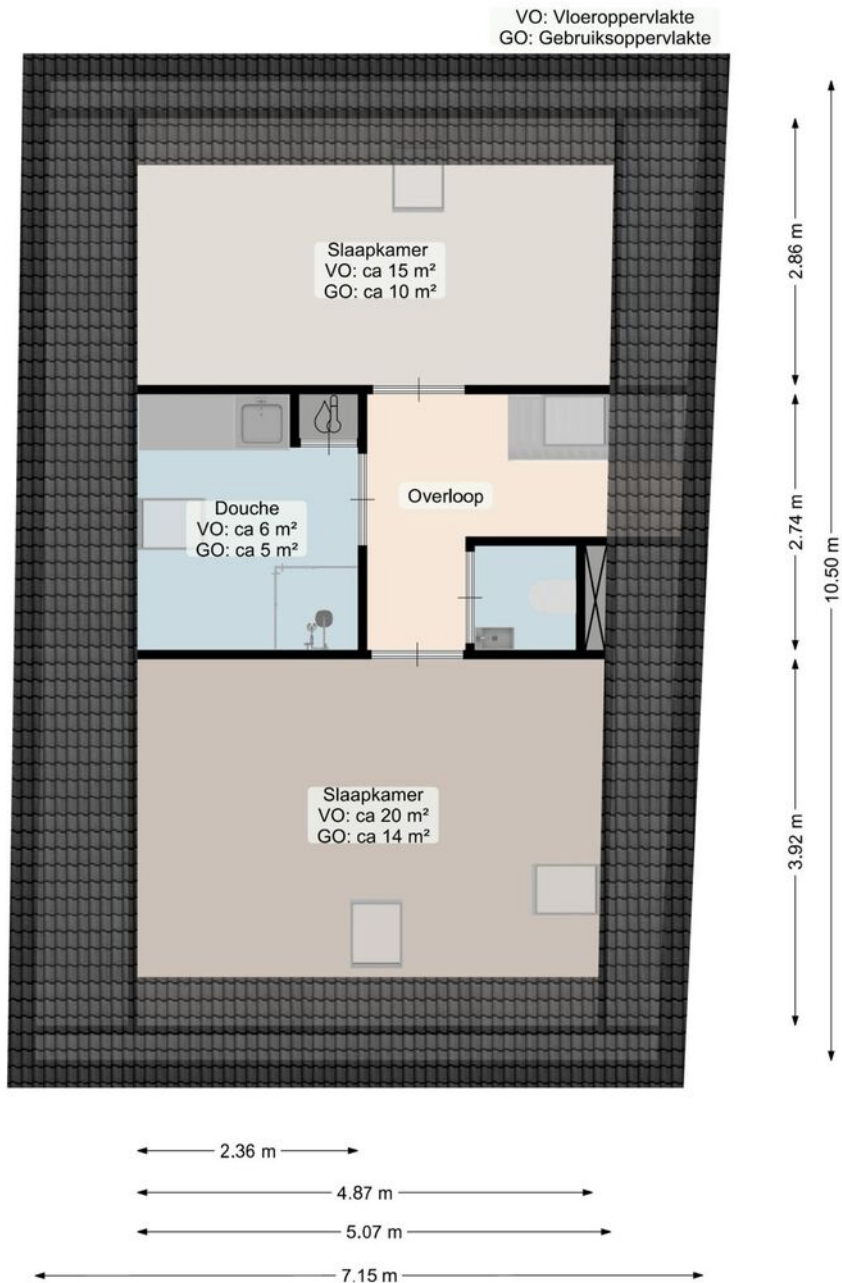 VO: Vloeroppervlakte
GO: Gebruiksoppervlakte
Slaapkamer
VO: ca 15 m²
GO: ca 10 m²
2.86 m
Overloop
Douche
VO: ca 6 m²
GO: ca 5 m²
2.74 m
10.50 m
Slaapkamer
VO: ca 20 m²
GO: ca 14 m²
3.92 m
2.36 m
4.87 m
5.07 m
7.15 m